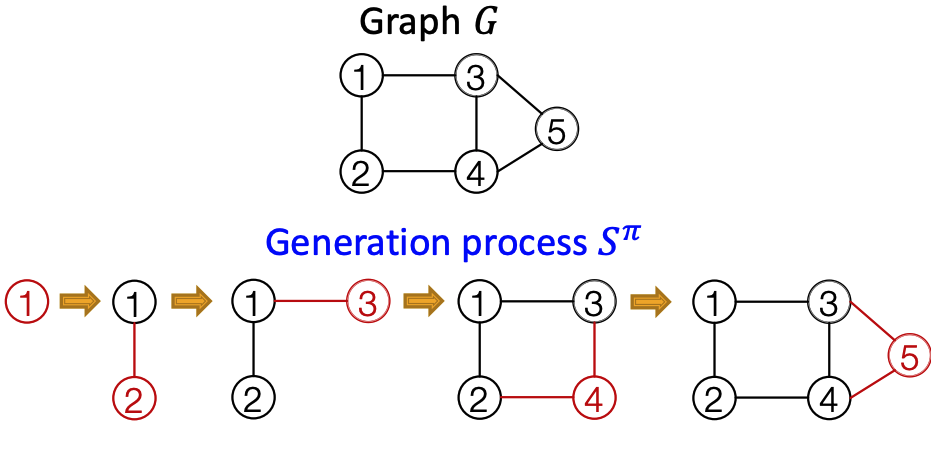 Graph G
1 3
5
2 4
Generation process S^π
1 1 1 3 1 3 1 3
5
2 2 2 4 2 4